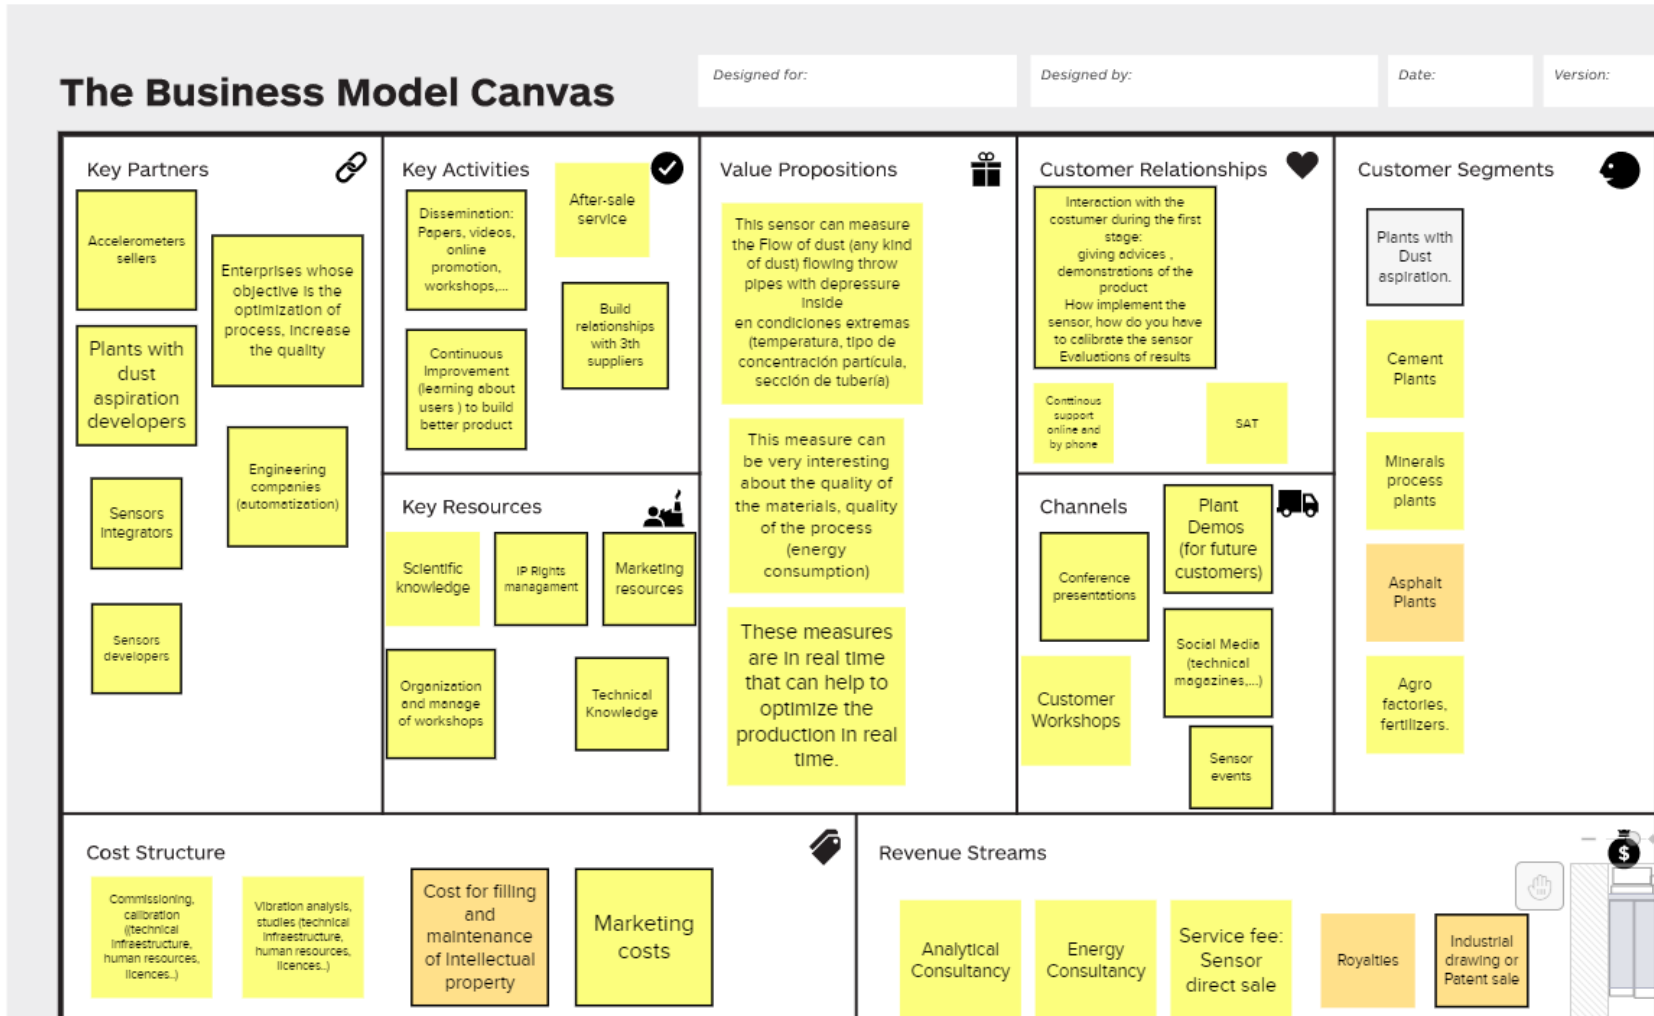 The Business Model Canvas
Designed for:
Designed by:
Date:
Version:
Key Partners
Accelerometers
sellers
Enterprises whose
objective is the
optimization of
process, increase
the quality
Plants with
dust
aspiration
developers
Engineering
companies
(automatization)
Sensors
Integrators
Sensors
developers
Key Activities
After-sale
service
Dissemination:
Papers, videos,
online
promotion,
workshops,...
Build
relationships
with 3th
suppliers
Continuous
Improvement
(learning about
users ) to build
better product
Key Resources
Scientific
knowledge
IP Rights
managament
Marketing
resources
Organization
and manage
of workshops
Technical
Knowledge
Value Propositions
This sensor can measure
the Flow of dust (any kind
of dust) flowing throw
pipes with depressure
inside
en condiciones extremas
(temperatura, tipo de
concentración partícula,
sección de tubería)
This measure can
be very interesting
about the quality of
the materials, quality
of the process
(energy
consumption)
These measures
are in real time
that can help to
optimize the
production in real
time.
Customer Relationships
Interaction with the
costumer during the first
stage:
giving advices ,
demonstrations of the
product
How implement the
sensor, how do you have
to calibrate the sensor
Evaluations of results
Conttinous
support
online and
by phone
SAT
Channels
Plant
Demos
(for future
customers)
Conference
presentations
Social Media
(technical
magazines,...)
Customer
Workshops
Sensor
events
Customer Segments
Plants with
Dust
aspiration.
Cement
Plants
Minerals
process
plants
Asphalt
Plants
Agro
factories,
fertilizers.
Cost Structure
Commissioning,
calibration
((technical
infraestructure,
human resources,
licences..)
Vibration analysis,
studies (technical
infraestructure,
human resources,
licences..)
Cost for filling
and
maintenance
of Intellectual
property
Marketing
costs
Revenue Streams
$
Analytical
Consultancy
Energy
Consultancy
Service fee:
Sensor
direct sale
Royalties
Industrial
drawing or
Patent sale